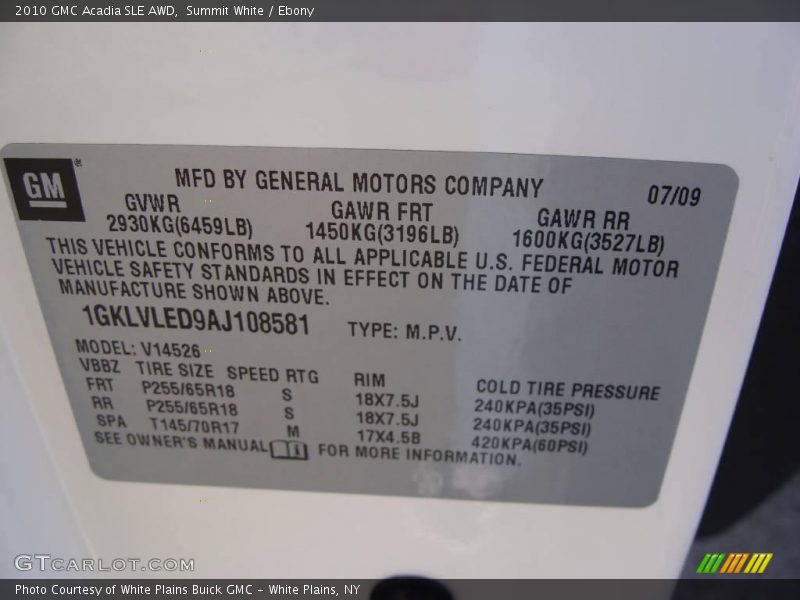 2010 GMC Acadia SLE AWD,  Summit White / Ebony
GM
MFD BY GENERAL MOTORS COMPANY 07/09
GVWR GAWR FRT GAWR RR
2930KG(6459LB) 1450KG(3196LB) 1600KG(3527LB)
THIS VEHICLE CONFORMS TO ALL APPLICABLE U.S. FEDERAL MOTOR
VEHICLE SAFETY STANDARDS IN EFFECT ON THE DATE OF
MANUFACTURE SHOWN ABOVE.
1GKLVLED9AJ108581 TYPE: M.P.V.
MODEL: V14526
VBBZ TIRE SIZE SPEED RTG RIM COLD TIRE PRESSURE
FRT P255/65R18 S 18X7.5J 240KPA(35PSI)
RR P255/65R18 S 18X7.5J 240KPA(35PSI)
SPA T145/70R17 M 17X4.5B 420KPA(60PSI)
SEE OWNER'S MANUAL FOR MORE INFORMATION.
GTCARLOT.COM
Photo Courtesy of White Plains Buick GMC - White Plains, NY